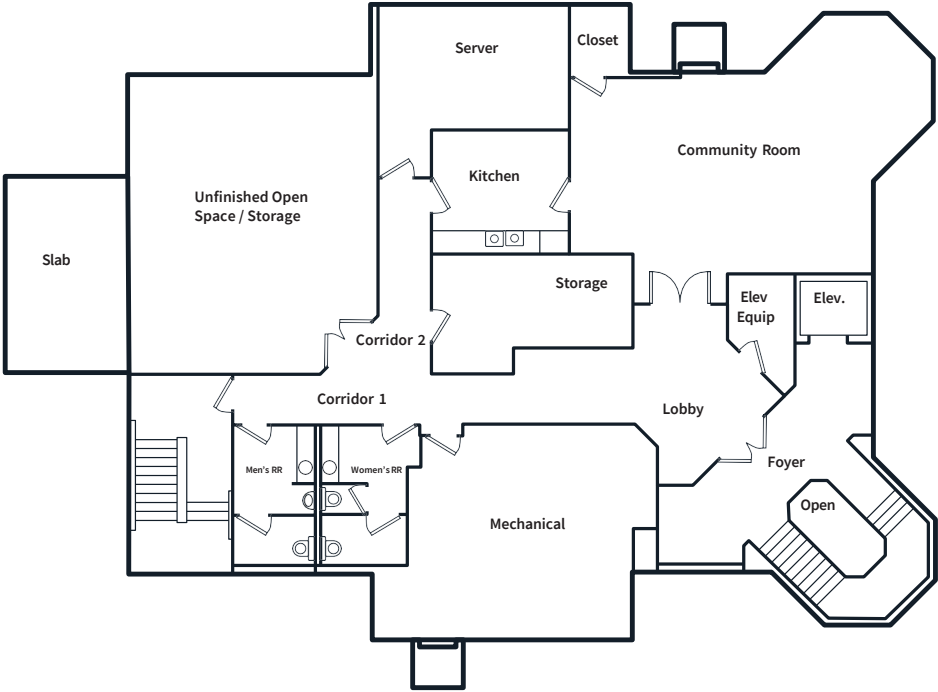 Server
Closet
Community Room
Kitchen
Unfinished Open
Space / Storage
Slab
Storage
Elev
Equip
Elev.
Corridor 2
Corridor 1
Lobby
Foyer
Men's RR
Women's RR
Open
Mechanical